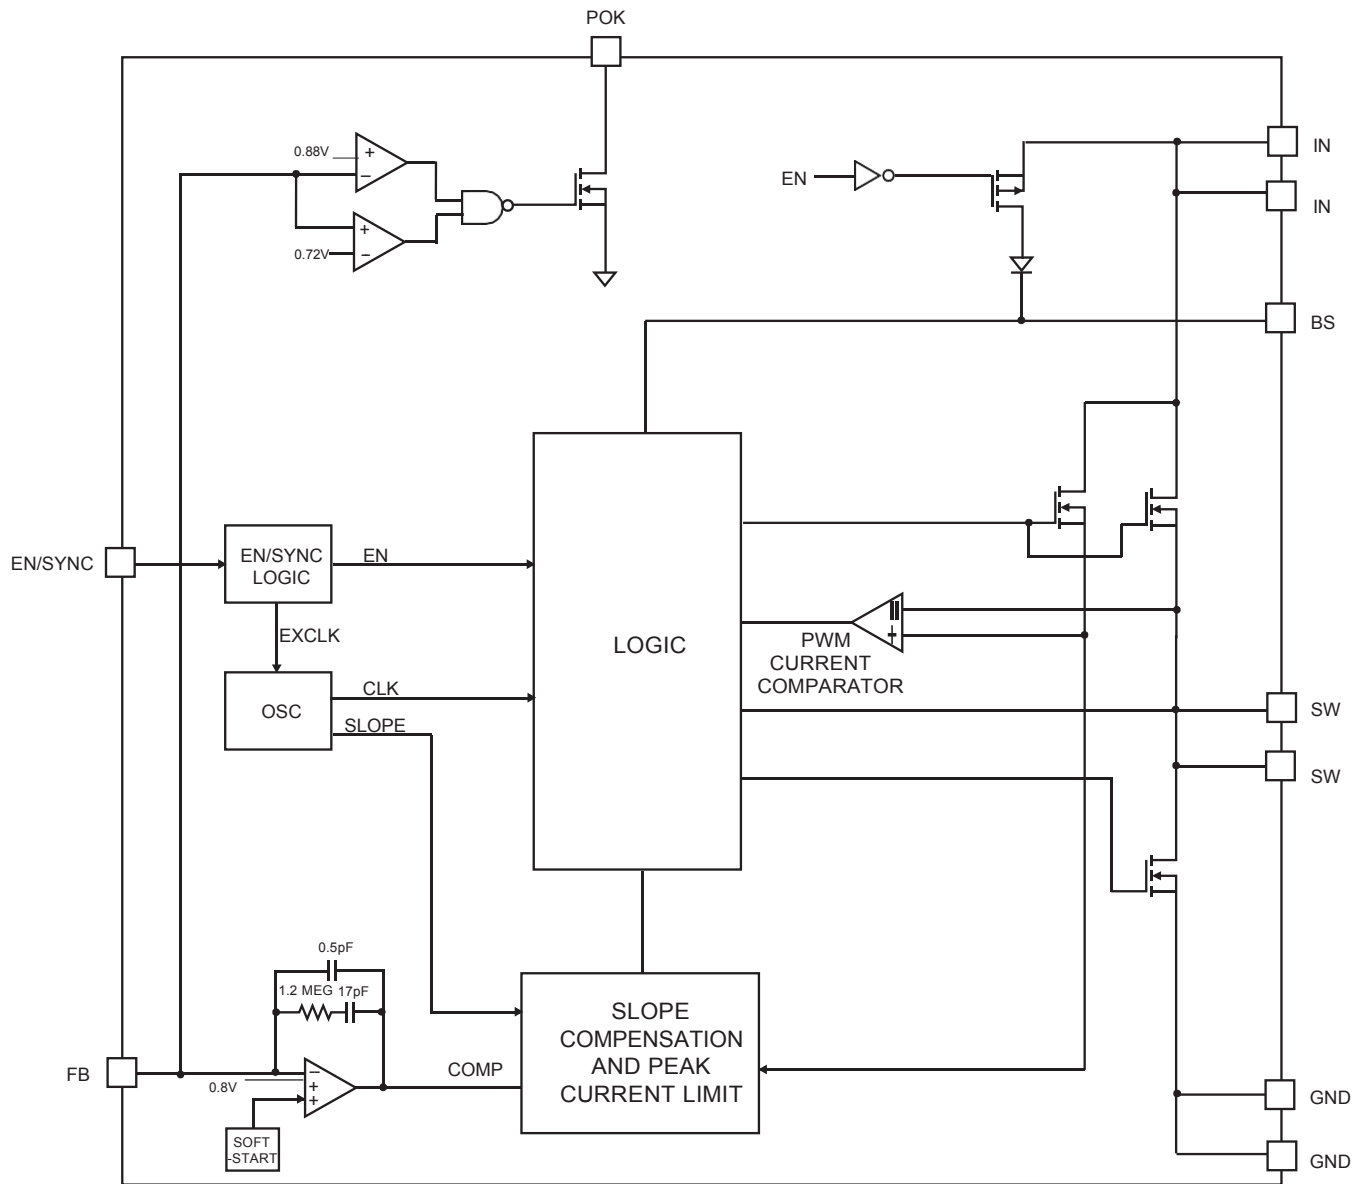 POK
0.88V
+
−
+
0.72V
−
EN
IN
IN
BS
EN/SYNC
EN/SYNC
LOGIC
EN
EXCLK
OSC
CLK
SLOPE
LOGIC
+
PWM
CURRENT
COMPARATOR
SW
SW
0.5pF
1.2 MEG
17pF
FB
0.8V
−
+
+
SOFT
-START
COMP
SLOPE
COMPENSATION
AND PEAK
CURRENT LIMIT
GND
GND